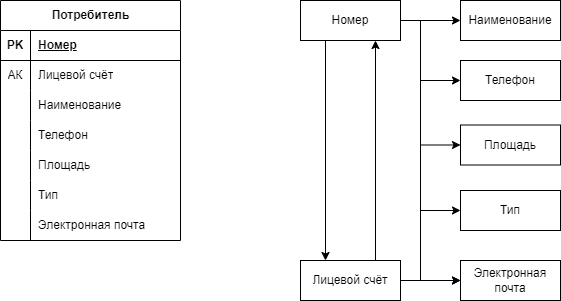 Потребитель
PK Номер
АК Лицевой счёт
Наименование
Телефон
Площадь
Тип
Электронная почта
Номер
Наименование
Телефон
Площадь
Тип
Лицевой счёт
Электронная
почта